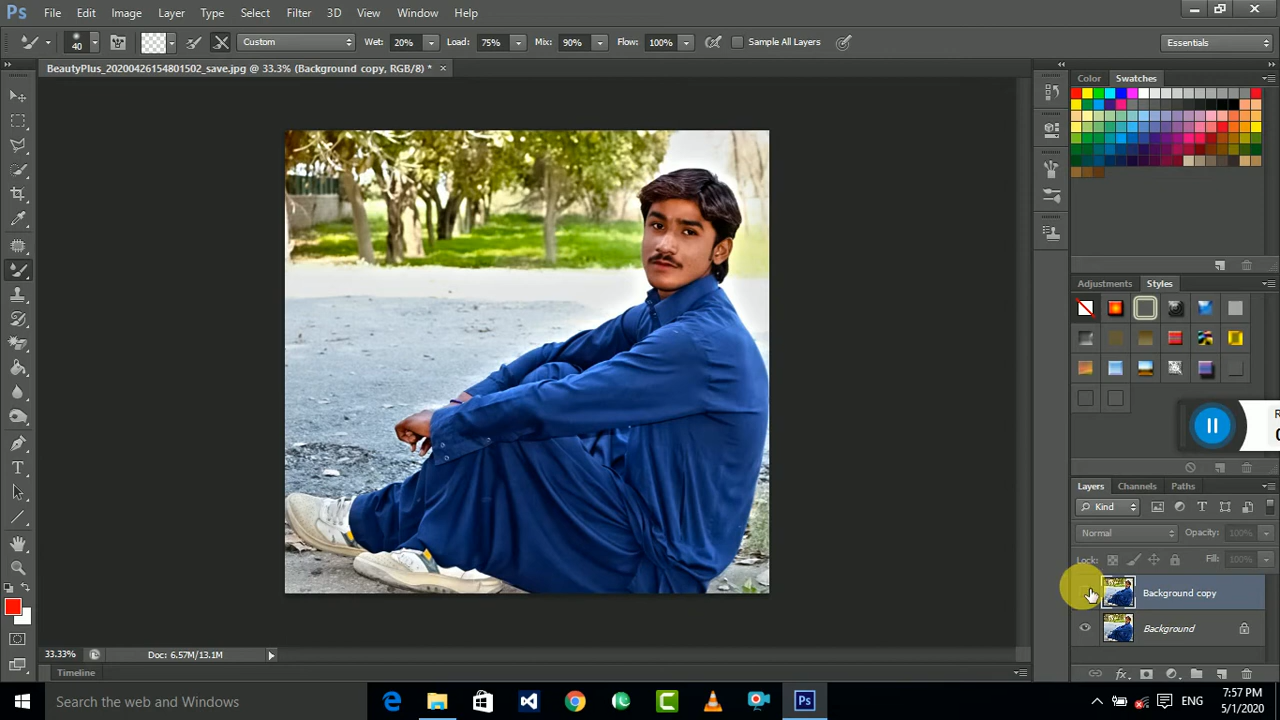 Ps File Edit Image Layer Type Select Filter 3D View Window Help
40 Custom Wet: 20% Load: 75% Mix: 90% Flow: 100% Sample All Layers Essentials
BeautyPlus_20200426154801502_save.jpg @ 33.3% (Background copy, RGB/8) *
Color Swatches
Adjustments Styles
Layers Channels Paths
Kind
Normal Opacity: 100%
Lock: Fill: 100%
Background copy
Background
33.33% Doc: 6.57M/13.1M
Timeline
Search the web and Windows
ENG
7:57 PM
5/1/2020